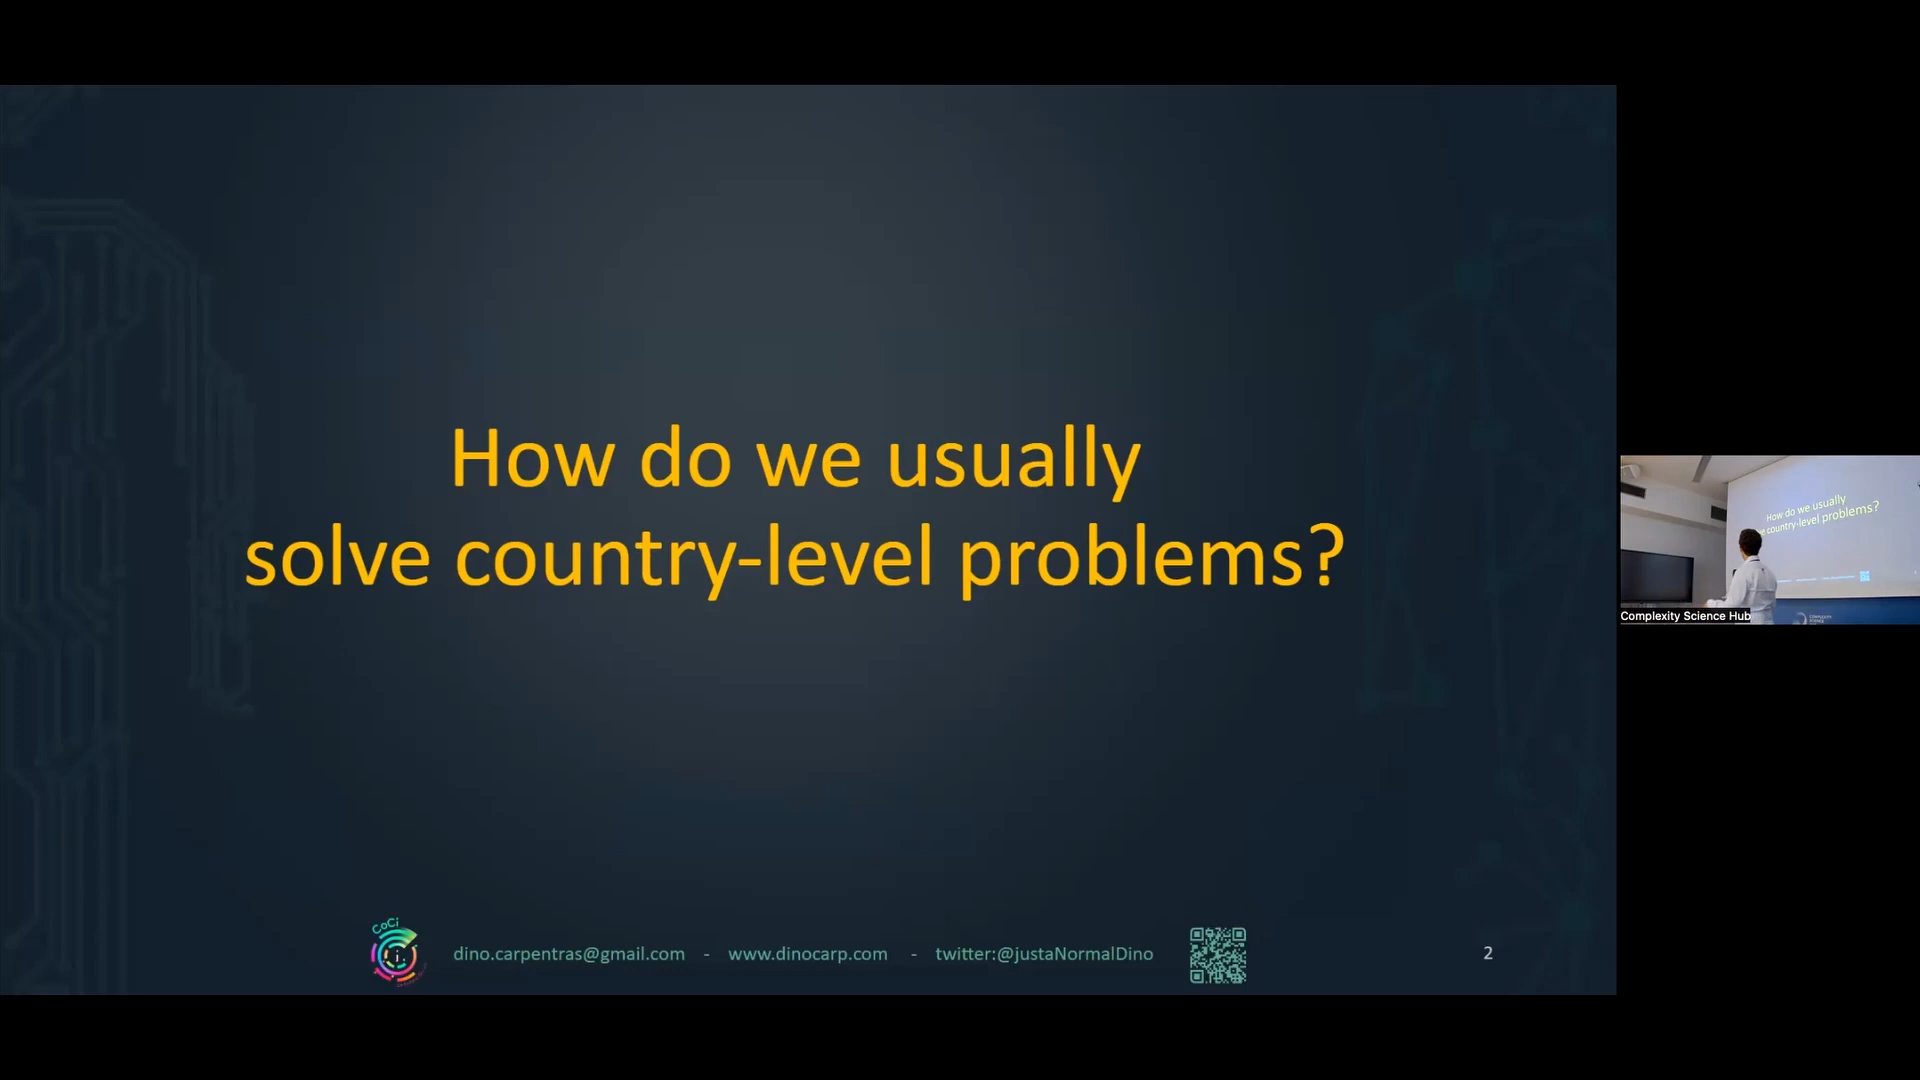 How do we usually
solve country-level problems?
CoCi
dino.carpentras@gmail.com - www.dinocarp.com - twitter:@justaNormalDino
2
How do we usually
country-level problems?
Complexity Science Hub